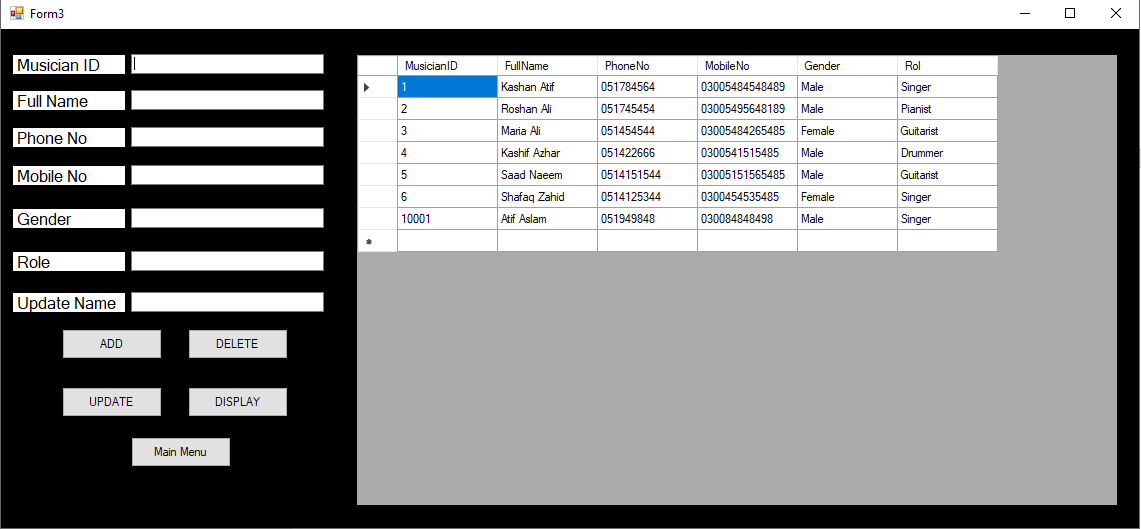 Form3
Musician ID
Full Name
Phone No
Mobile No
Gender
Role
Update Name
ADD DELETE
UPDATE DISPLAY
Main Menu
MusicianID FullName PhoneNo MobileNo Gender Rol
1 Kashan Atif 051784564 03005484548489 Male Singer
2 Roshan Ali 051745454 03005495648189 Male Pianist
3 Maria Ali 051454544 03005484265485 Female Guitarist
4 Kashif Azhar 051422666 0300541515485 Male Drummer
5 Saad Naeem 0514151544 03005151565485 Male Guitarist
6 Shafaq Zahid 0514125344 0300454535485 Female Singer
10001 Atif Aslam 051949848 030084848498 Male Singer